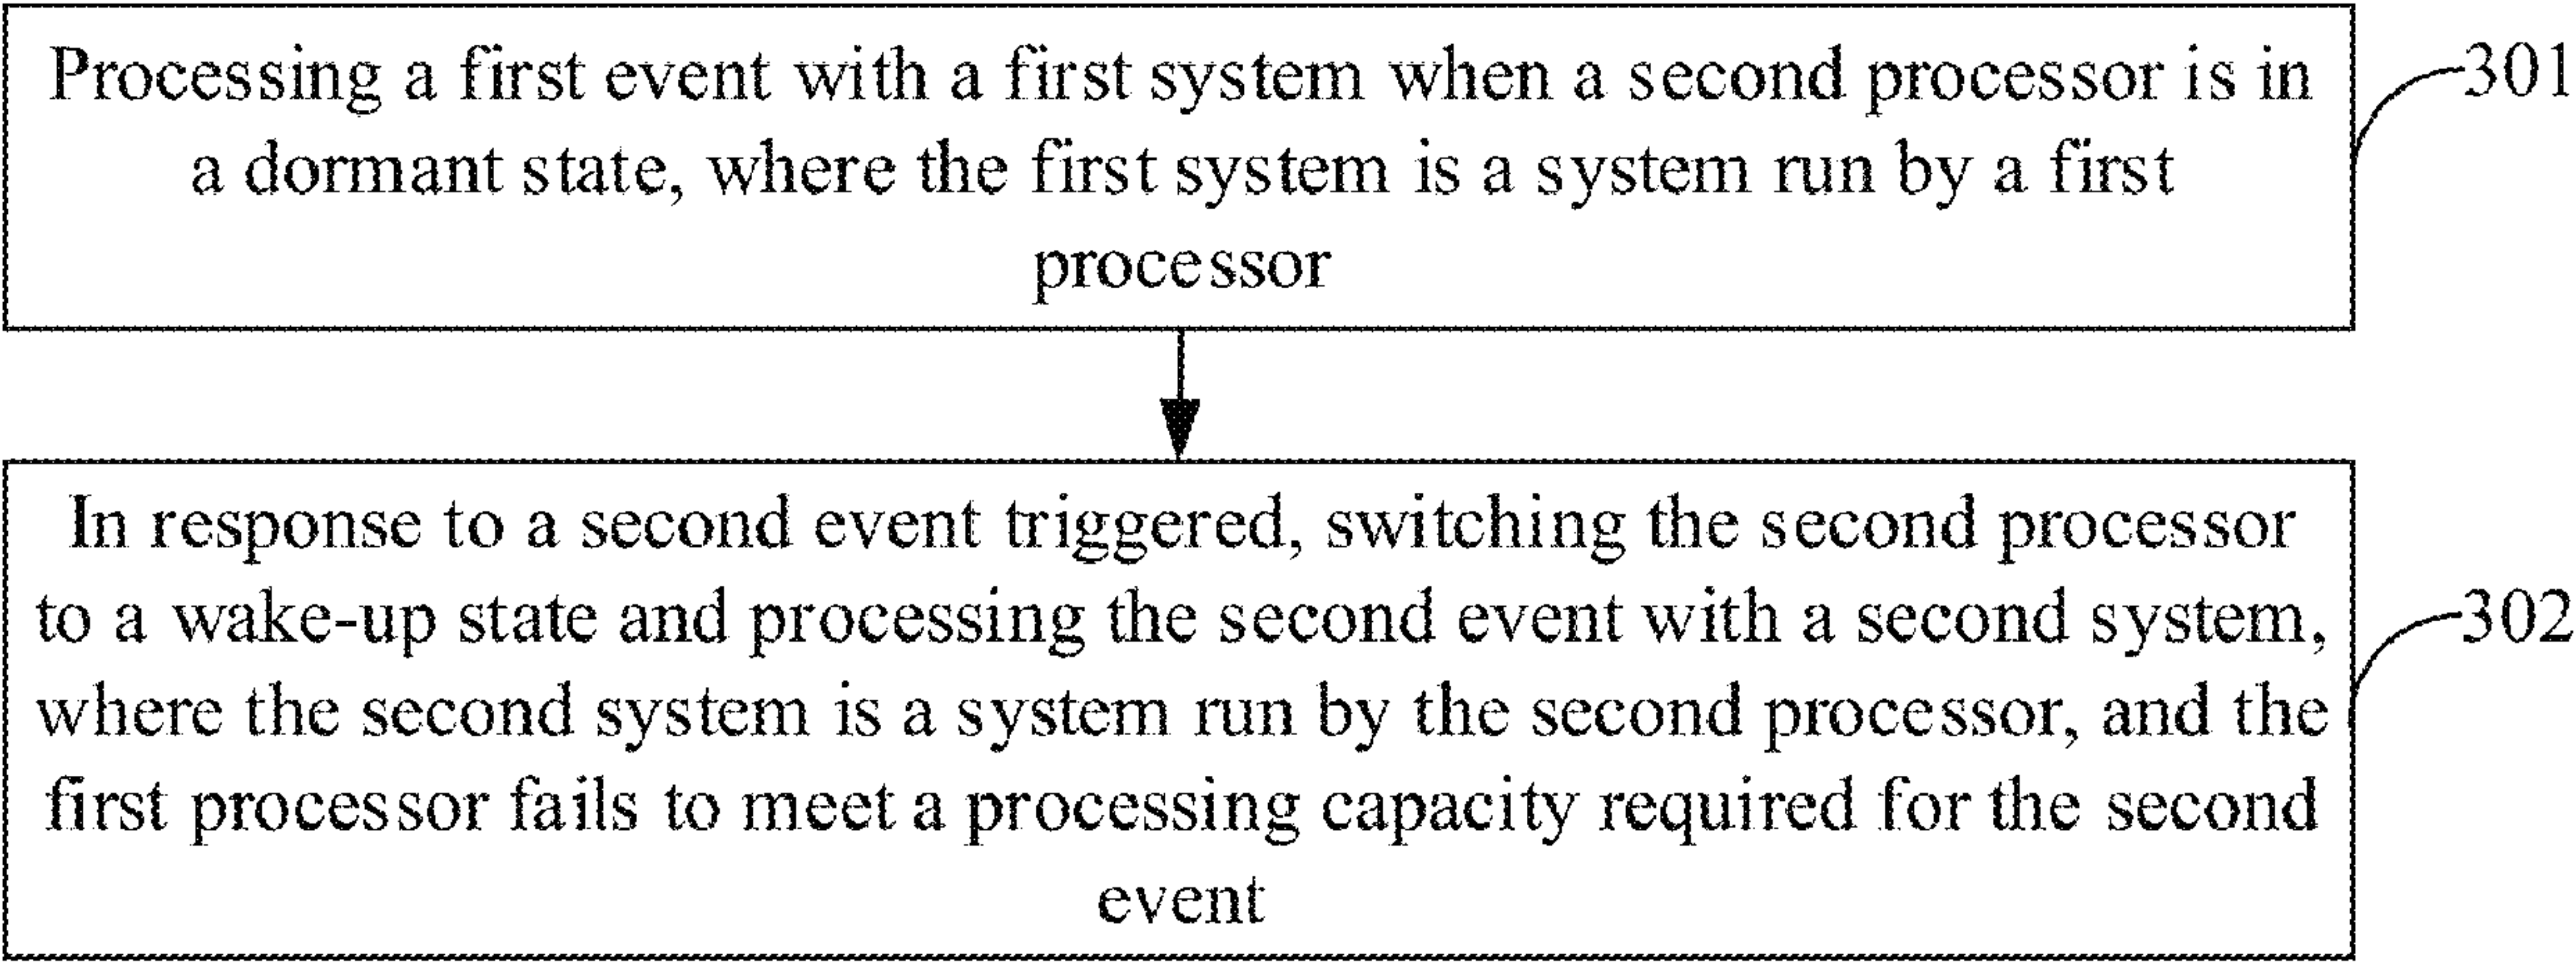 Processing a first event with a first system when a second processor is in
a dormant state, where the first system is a system run by a first
processor
301
In response to a second event triggered, switching the second processor
to a wake-up state and processing the second event with a second system,
where the second system is a system run by the second processor, and the
first processor fails to meet a processing capacity required for the second
event
302